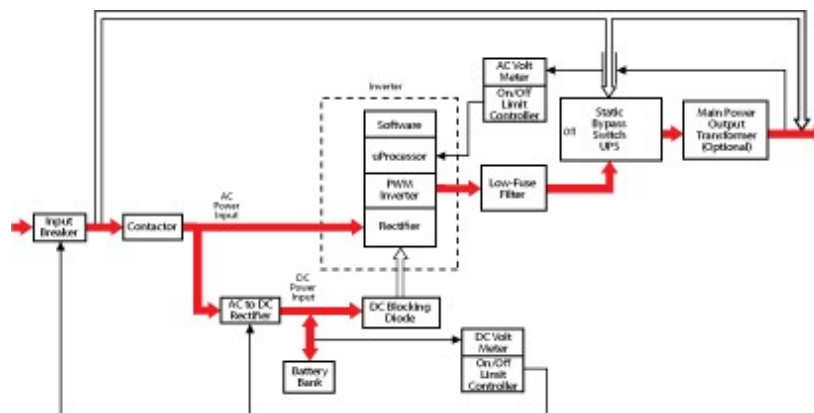 AC Volt
Meter
On/Off
Limit
Controller
Inverter
Software
uProcessor
PWM
Inverter
Rectifier
Off
Static
Bypass
Switch
UPS
Main Power
Output
Transformer
(Optional)
Low-Fuse
Filter
AC
Power
Input
Input
Breaker
Contactor
DC
Power
Input
AC to DC
Rectifier
DC Blocking
Diode
Battery
Bank
DC Volt
Meter
On/Off
Limit
Controller